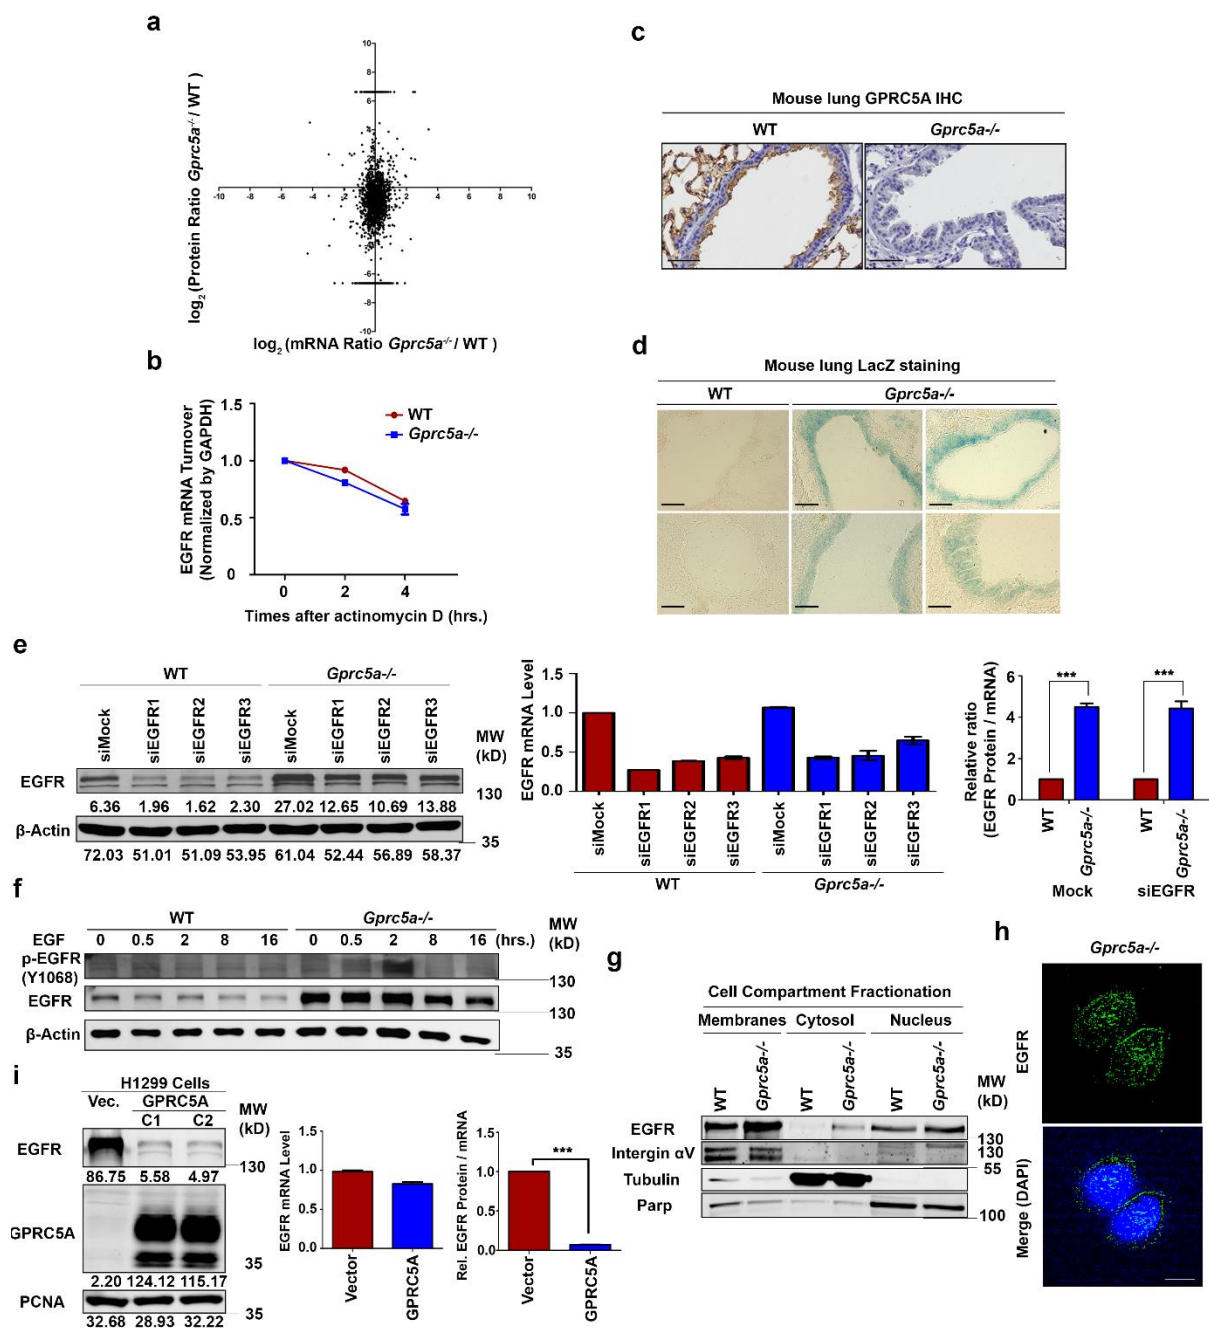 a
log2 (Protein Ratio Gprc5a-/- / WT )
10
8
6
4
2
-2
-4
-6
-8
-10
-10 -8 -6 -4 -2 2 4 6 8 10
log2 (mRNA Ratio Gprc5a-/- / WT )
b
EGFR mRNA Turnover
(Normalized by GAPDH)
1.5
1.0
0.5
0
WT
Gprc5a-/-
0 2 4
Times after actinomycin D (hrs.)
c
Mouse lung GPRC5A IHC
WT Gprc5a-/-
d
Mouse lung LacZ staining
WT Gprc5a-/-
e
WT Gprc5a-/-
siMock siEGFR1 siEGFR2 siEGFR3 siMock siEGFR1 siEGFR2 siEGFR3
MW
(kD)
EGFR
130
6.36 1.96 1.62 2.30 27.02 12.65 10.69 13.88
β-Actin
35
72.03 51.01 51.09 53.95 61.04 52.44 56.89 58.37
EGFR mRNA Level
1.5
1.0
0.5
0.0
siMock siEGFR1 siEGFR2 siEGFR3 siMock siEGFR1 siEGFR2 siEGFR3
WT Gprc5a-/-
Relative ratio
(EGFR Protein / mRNA)
6
4
2
0
*** ***
WT Gprc5a-/- WT Gprc5a-/-
Mock siEGFR
f
WT Gprc5a-/-
MW
(kD)
EGF 0 0.5 2 8 16 0 0.5 2 8 16 (hrs.)
p-EGFR
(Y1068)
130
EGFR
130
β-Actin
35
g
Cell Compartment Fractionation
Membranes Cytosol Nucleus
WT Gprc5a-/- WT Gprc5a-/- WT Gprc5a-/-
MW
(kD)
EGFR
130
Intergin αV
130
55
Tubulin
Parp
100
h
Gprc5a-/-
EGFR
Merge (DAPI)
i
H1299 Cells
Vec. GPRC5A
C1 C2
MW
(kD)
EGFR
130
86.75 5.58 4.97
GPRC5A
35
2.20 124.12 115.17
PCNA
35
32.68 28.93 32.22
EGFR mRNA Level
1.5
1.0
0.5
0.0
Vector GPRC5A
Rel. EGFR Protein / mRNA
1.5
1.0
0.5
0.0
***
Vector GPRC5A